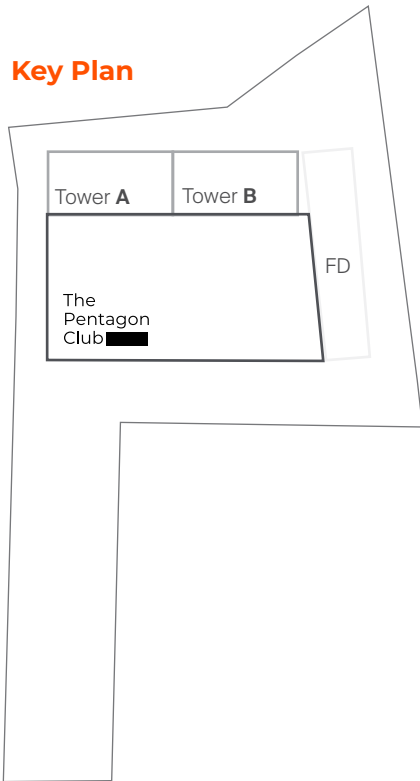 Key Plan
Tower A
Tower B
FD
The
Pentagon
Club